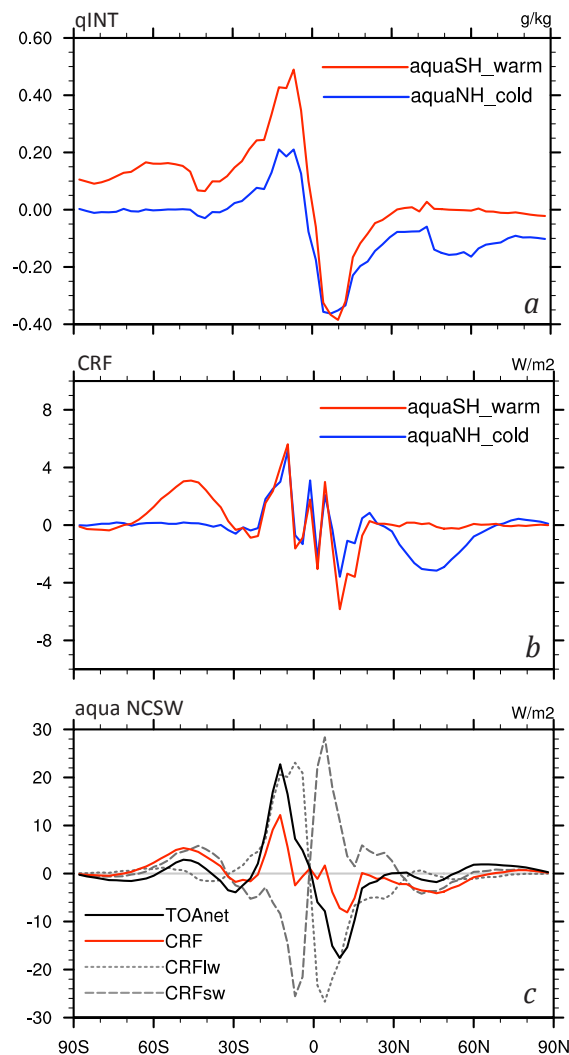 qINT g/kg
0.60
0.40
0.20
0.00
-0.20
-0.40
aquaSH_warm
aquaNH_cold
a
CRF W/m2
8
4
0
-4
-8
aquaSH_warm
aquaNH_cold
b
aqua NCSW W/m2
30
20
10
0
-10
-20
-30
TOAnet
CRF
CRFlw
CRFsw
c
90S 60S 30S 0 30N 60N 90N